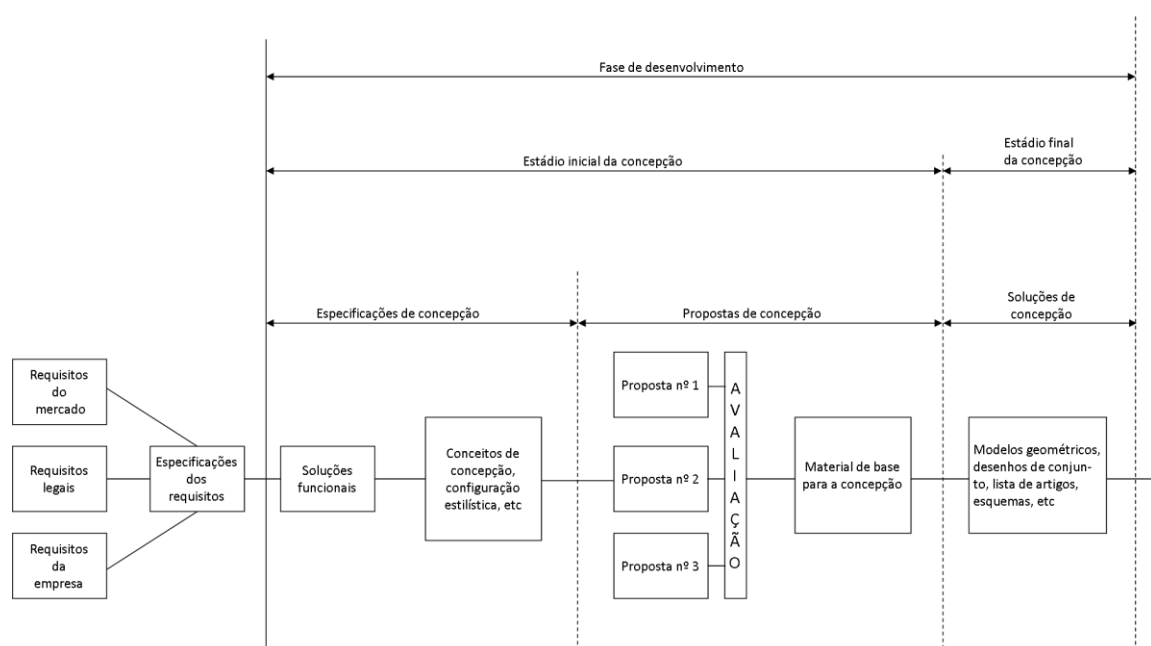 Fase de desenvolvimento
Estádio inicial da concepção
Estádio final
da concepção
Especificações de concepção
Propostas de concepção
Soluções de
concepção
Requisitos
do
mercado
Requisitos
legais
Requisitos
da
empresa
Especificações
dos
requisitos
Soluções
funcionais
Conceitos de
concepção,
configuração
estilística, etc
Proposta nº 1
Proposta nº 2
Proposta nº 3
AVALIAÇÃO
Material de base
para a concepção
Modelos geométricos,
desenhos de conjun-
to, lista de artigos,
esquemas, etc